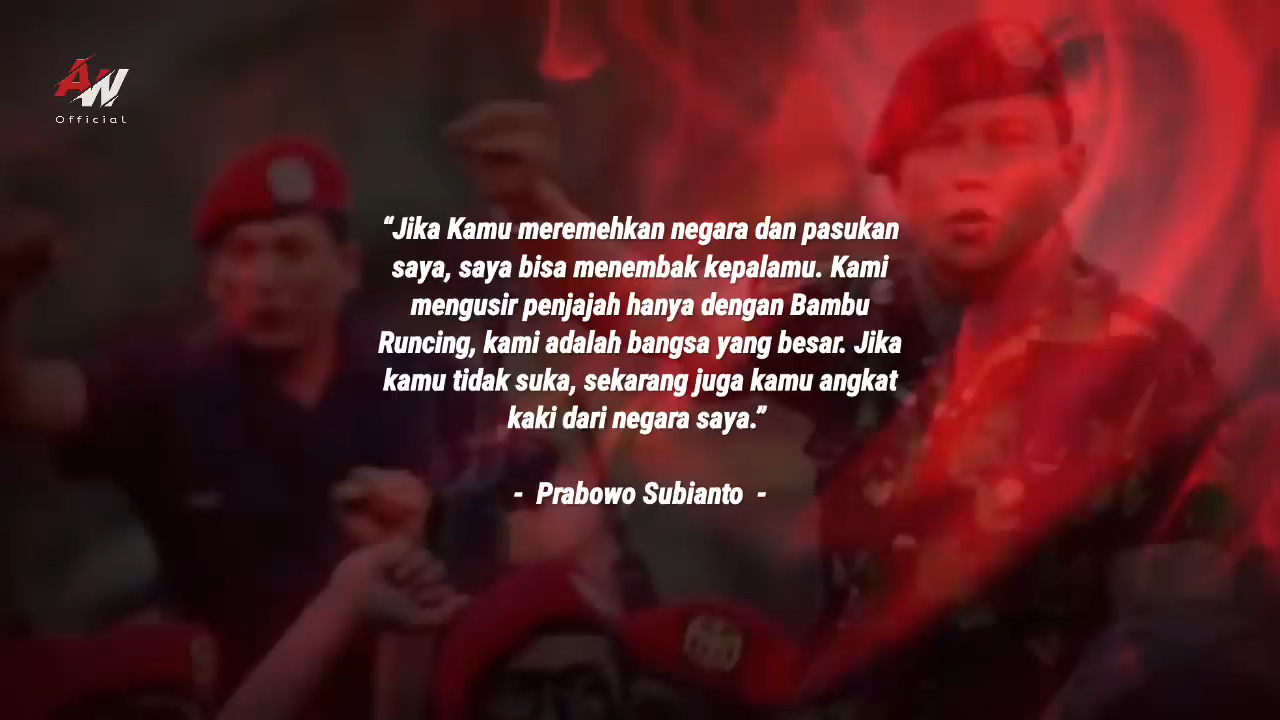 AW
Official
“Jika Kamu meremehkan negara dan pasukan
saya, saya bisa menembak kepalamu. Kami
mengusir penjajah hanya dengan Bambu
Runcing, kami adalah bangsa yang besar. Jika
kamu tidak suka, sekarang juga kamu angkat
kaki dari negara saya.”
- Prabowo Subianto -